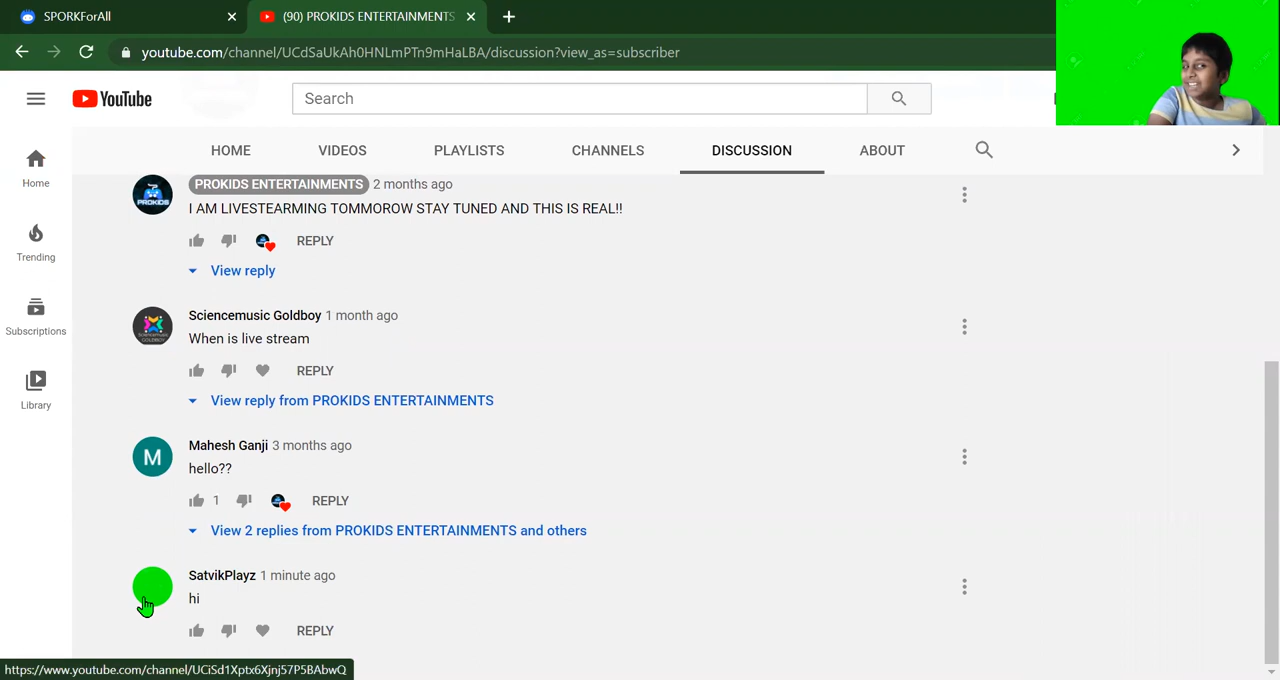 SPORKForAll
(90) PROKIDS ENTERTAINMENTS
youtube.com/channel/UCdSaUkAh0HNLmPTn9mHaLBA/discussion?view_as=subscriber
YouTube
Search
HOME VIDEOS PLAYLISTS CHANNELS DISCUSSION ABOUT
Home
Trending
Subscriptions
Library
PROKIDS
PROKIDS ENTERTAINMENTS 2 months ago
I AM LIVESTEARMING TOMMOROW STAY TUNED AND THIS IS REAL!!
REPLY
View reply
Sciencemusic Goldboy 1 month ago
When is live stream
REPLY
View reply from PROKIDS ENTERTAINMENTS
M
Mahesh Ganji 3 months ago
hello??
1 REPLY
View 2 replies from PROKIDS ENTERTAINMENTS and others
SatvikPlayz 1 minute ago
hi
REPLY
https://www.youtube.com/channel/UCiSd1Xptx6Xjnj57P5BAbwQ